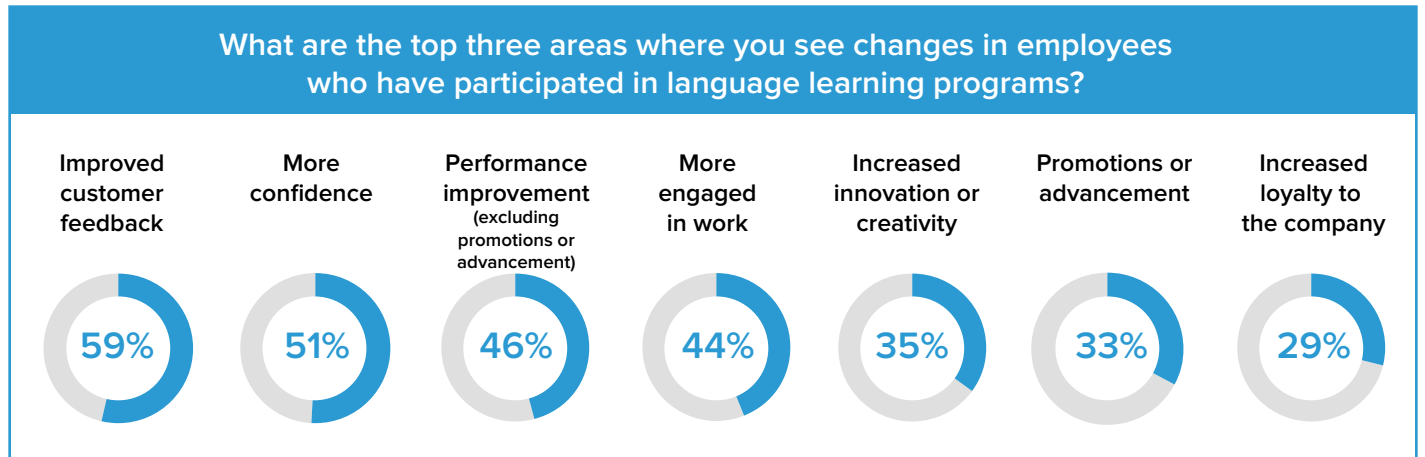 What are the top three areas where you see changes in employees
who have participated in language learning programs?
Improved
customer
feedback
59%
More
confidence
51%
Performance
improvement
(excluding
promotions or
advancement)
46%
More
engaged
in work
44%
Increased
innovation or
creativity
35%
Promotions or
advancement
33%
Increased
loyalty to
the company
29%